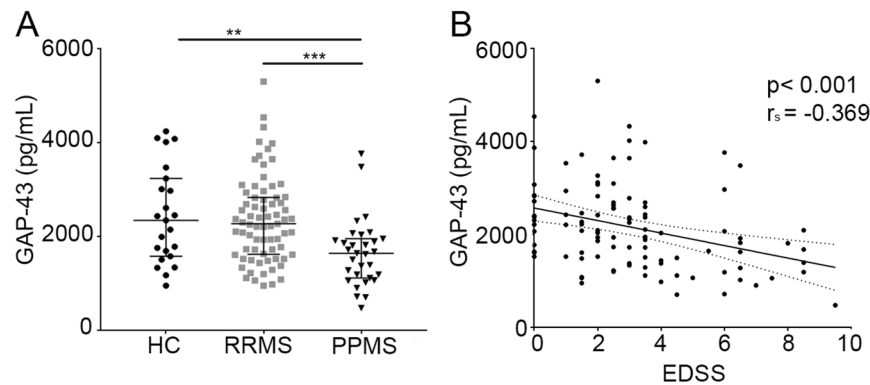 A
6000
4000
2000
0
GAP-43 (pg/mL)
**
***
HC RRMS PPMS
B
6000
4000
2000
0
GAP-43 (pg/mL)
p< 0.001
rs = -0.369
0 2 4 6 8 10
EDSS